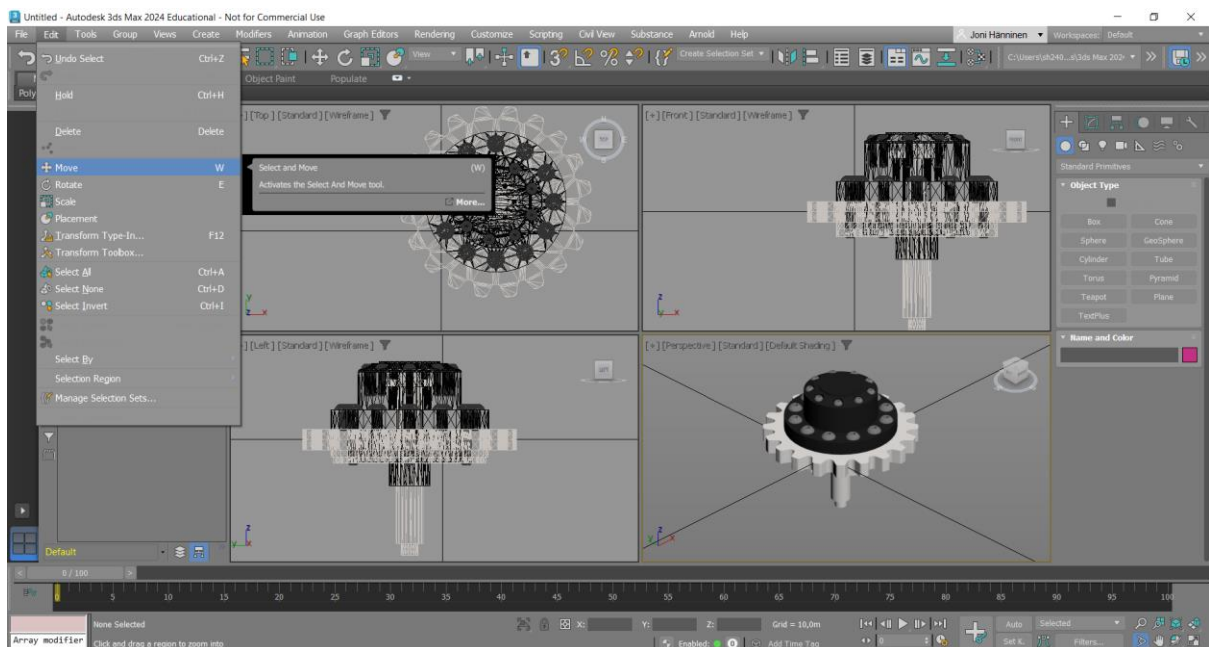 Untitled - Autodesk 3ds Max 2024 Educational - Not for Commercial Use
File Edit Tools Group Views Create Modifiers Animation Graph Editors Rendering Customize Scripting Civil View Substance Arnold Help Joni Hänninen Workspaces: Default
View Create Selection Set
Object Paint Populate
Poly
Undo Select Ctrl+Z
Hold Ctrl+H
Delete Delete
Move W
Rotate E
Scale
Placement
Transform Type-In... F12
Transform Toolbox...
Select All Ctrl+A
Select None Ctrl+D
Select Invert Ctrl+I
Select By
Selection Region
Manage Selection Sets...
Select and Move (W)
Activates the Select And Move tool.
More...
[Top] [Standard] [Wireframe]
TOP
[+] [Front] [Standard] [Wireframe]
FRONT
[Left] [Standard] [Wireframe]
LEFT
[+] [Perspective] [Standard] [Default Shading]
Standard Primitives
Object Type
Box Cone
Sphere GeoSphere
Cylinder Tube
Torus Pyramid
Teapot Plane
TextPlus
Name and Color
Default
0 / 100
0 5 10 15 20 25 30 35 40 45 50 55 60 65 70 75 80 85 90 95 100
None Selected X: Y: Z: Grid = 10,0m Auto Selected
Array modifier Click and drag a region to zoom into Enabled: Add Time Tag 0 Set K. Filters...